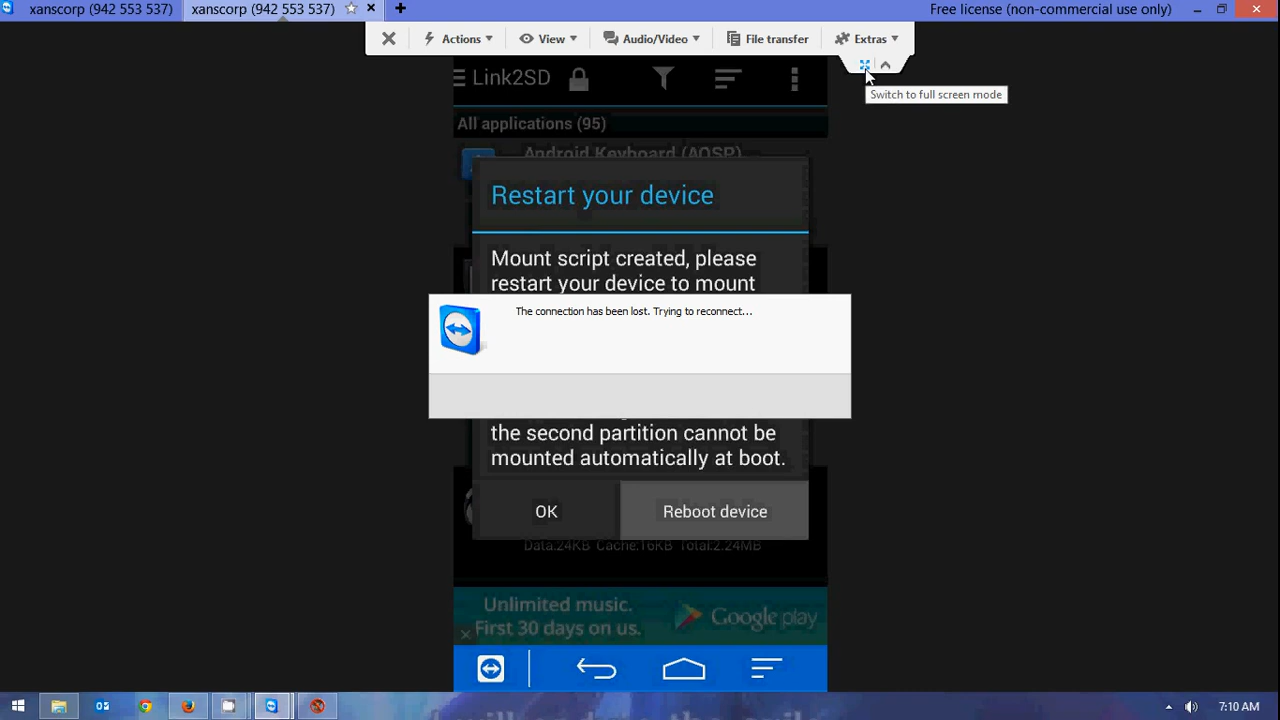 xanscorp (942 553 537)
xanscorp (942 553 537)
Free license (non-commercial use only)
Actions
View
Audio/Video
File transfer
Extras
Switch to full screen mode
Link2SD
All applications (95)
Android Keyboard (AOSP)
Restart your device
Mount script created, please
restart your device to mount
The connection has been lost. Trying to reconnect...
the second partition cannot be
mounted automatically at boot.
OK
Reboot device
Data:24KB Cache:16KB Total:2.24MB
Unlimited music.
First 30 days on us.
Google play
7:10 AM